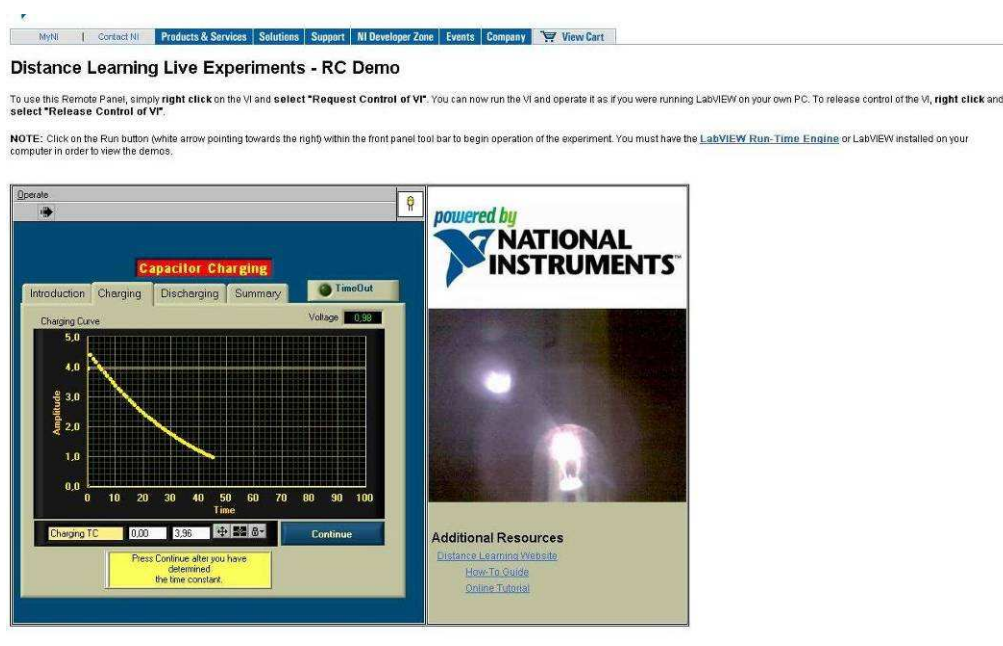 MyNI | Contact NI Products & Services Solutions Support NI Developer Zone Events Company View Cart
Distance Learning Live Experiments - RC Demo
To use this Remote Panel, simply right click on the VI and select "Request Control of VI". You can now run the VI and operate it as if you were running LabVIEW on your own PC. To release control of the VI, right click and
select "Release Control of VI".
NOTE: Click on the Run button (white arrow pointing towards the right) within the front panel tool bar to begin operation of the experiment. You must have the LabVIEW Run-Time Engine or LabVIEW installed on your
computer in order to view the demos.
Operate
Capacitor Charging
Introduction Charging Discharging Summary TimeOut
Charging Curve Voltage 0,98
5,0
4,0
3,0
2,0
1,0
0,0
Amplitude
0 10 20 30 40 50 60 70 80 90 100
Time
Charging TC 0,00 3,96 Continue
Press Continue after you have
determined
the time constant.
powered by
NATIONAL
INSTRUMENTS™
Additional Resources
Distance Learning Website
How-To Guide
Online Tutorial